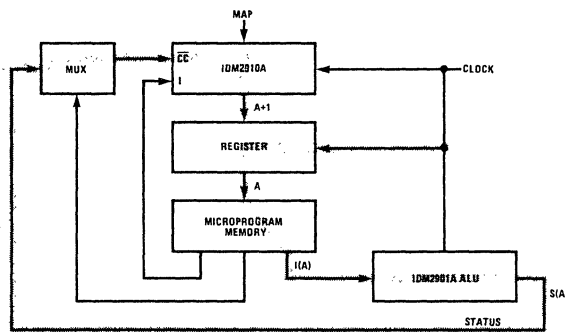 MAP
MUX
CC
I
IDM2910A
CLOCK
A+1
REGISTER
A
MICROPROGRAM
MEMORY
I(A)
IDM2901A ALU
S(A
STATUS